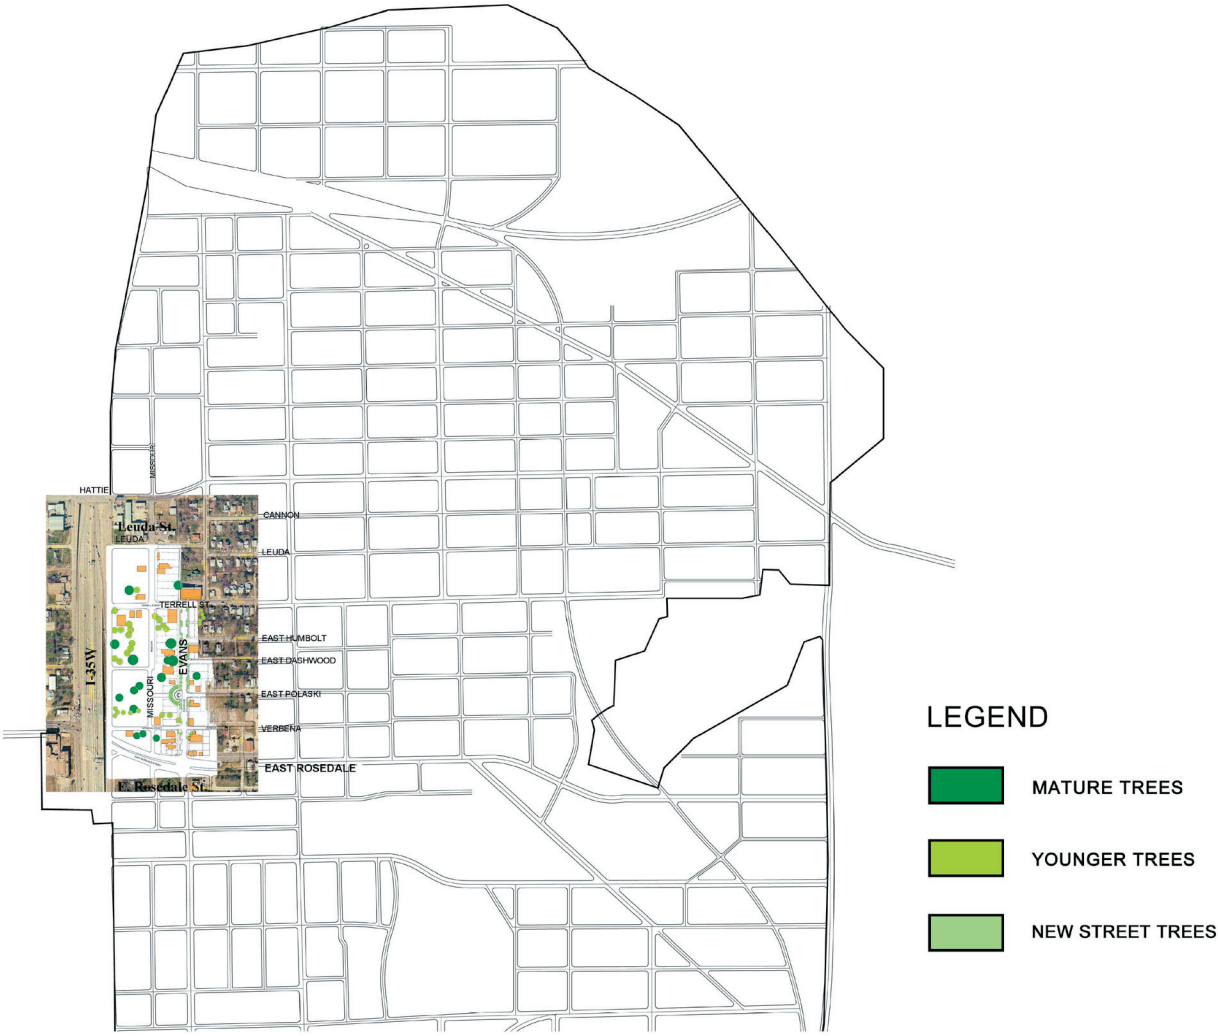 MISSOURI
HATTIE
CANNON
Leuda St.
LEUDA
LEUDA
TERRELL ST.
EAST HUMBOLT
EVANS
EAST DASHWOOD
I-35W
MISSOURI
EAST POLASKI
VERBENA
EAST ROSEDALE
E. Rosedale St.
LEGEND
MATURE TREES
YOUNGER TREES
NEW STREET TREES